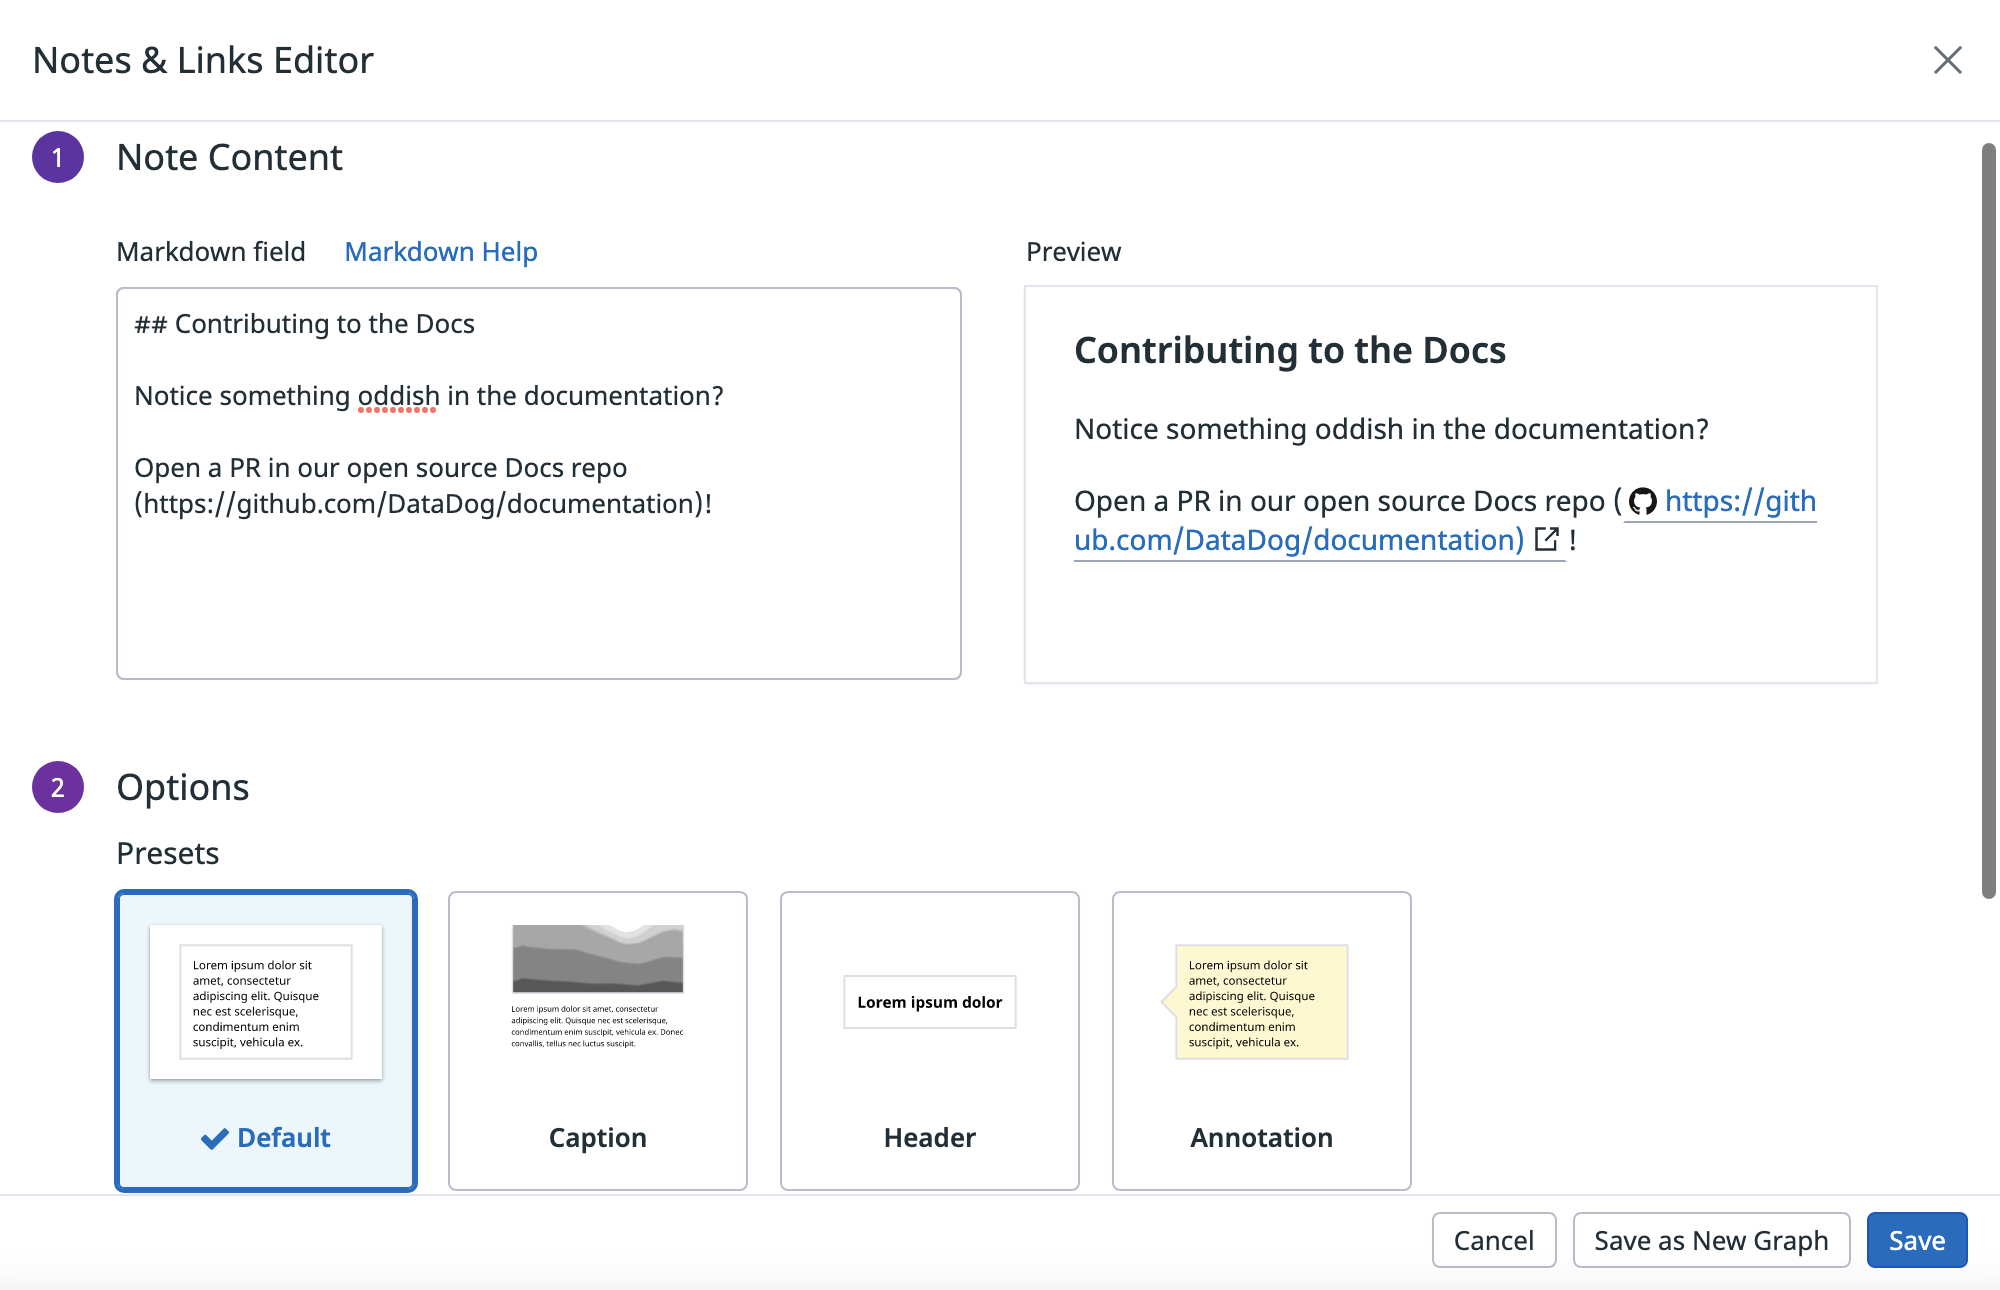 Notes & Links Editor
1 Note Content
Markdown field Markdown Help
## Contributing to the Docs
Notice something oddish in the documentation?
Open a PR in our open source Docs repo
(https://github.com/DataDog/documentation)!
Preview
Contributing to the Docs
Notice something oddish in the documentation?
Open a PR in our open source Docs repo ( https://gith
ub.com/DataDog/documentation) !
2 Options
Presets
Lorem ipsum dolor sit
amet, consectetur
adipiscing elit. Quisque
nec est scelerisque,
condimentum enim
suscipit, vehicula ex.
Default
Lorem ipsum dolor sit amet, consectetur
adipiscing elit. Quisque nec est scelerisque,
condimentum enim suscipit, vehicula ex. Donec
convallis, tellus nec luctus suscipit.
Caption
Lorem ipsum dolor
Header
Lorem ipsum dolor sit
amet, consectetur
adipiscing elit. Quisque
nec est scelerisque,
condimentum enim
suscipit, vehicula ex.
Annotation
Cancel
Save as New Graph
Save